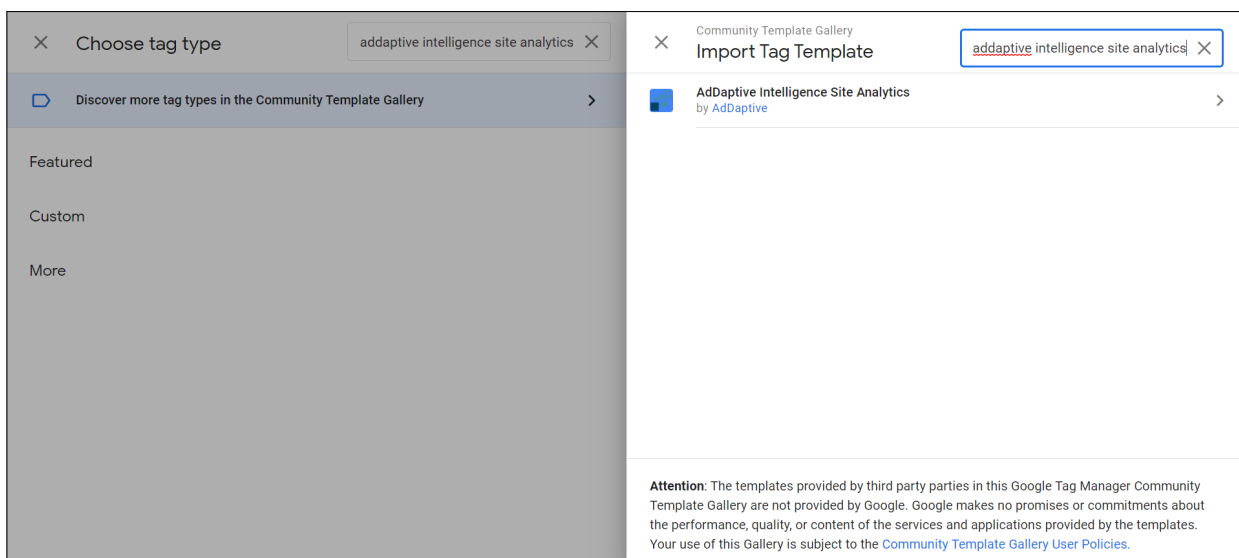 Choose tag type
addaptive intelligence site analytics
Discover more tag types in the Community Template Gallery
Featured
Custom
More
Community Template Gallery
Import Tag Template
addaptive intelligence site analytics
AdDaptive Intelligence Site Analytics
by AdDaptive
Attention: The templates provided by third party parties in this Google Tag Manager Community
Template Gallery are not provided by Google. Google makes no promises or commitments about
the performance, quality, or content of the services and applications provided by the templates.
Your use of this Gallery is subject to the Community Template Gallery User Policies.